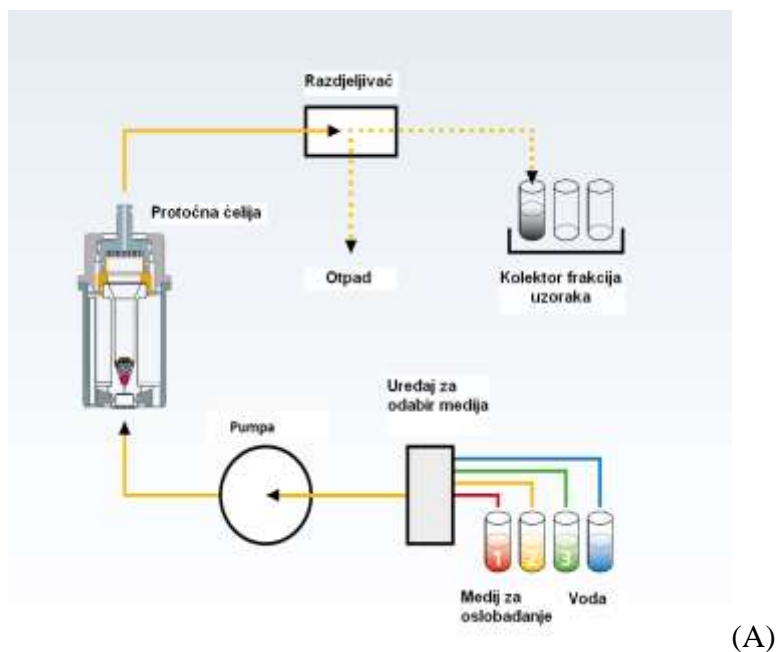 Razdjeljivač
Protočna ćelija
Otpad
Kolektor frakcija
uzoraka
Uređaj za
odabir medija
Pumpa
1 2 3
Medij za
oslobađanje
Voda
(A)